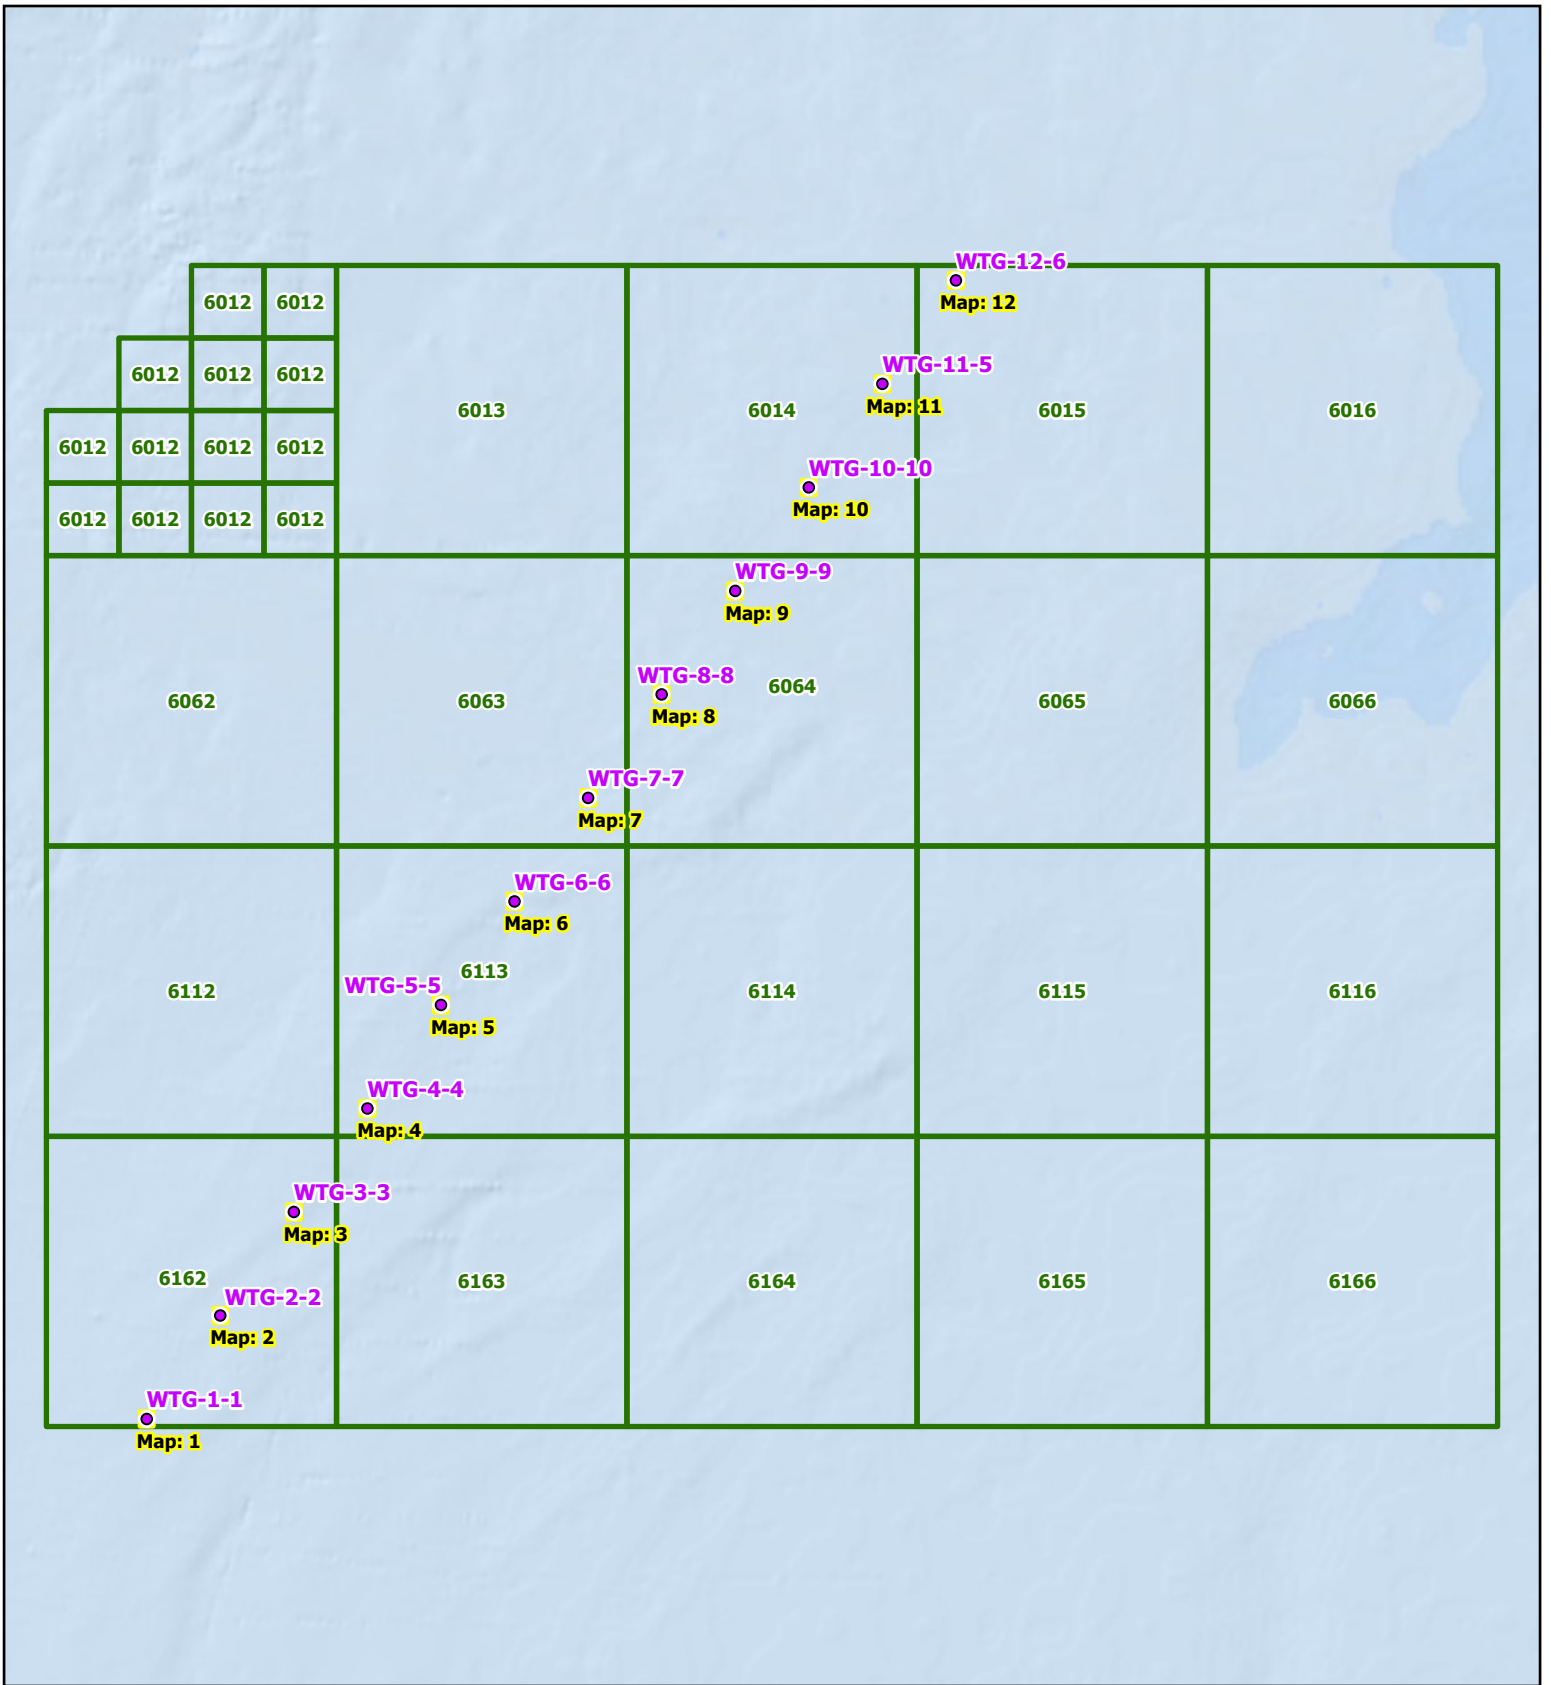 WTG-12-6
6012 6012
Map: 12
WTG-11-5
6012 6012 6012
Map: 11
6013 6014 6015 6016
6012 6012 6012 6012
WTG-10-10
Map: 10
6012 6012 6012 6012
WTG-9-9
Map: 9
WTG-8-8
6064
6062 6063 6065 6066
Map: 8
WTG-7-7
Map: 7
WTG-6-6
Map: 6
6113
WTG-5-5
6112 6114 6115 6116
Map: 5
WTG-4-4
Map: 4
WTG-3-3
Map: 3
6162 6163 6164 6165 6166
WTG-2-2
Map: 2
WTG-1-1
Map: 1